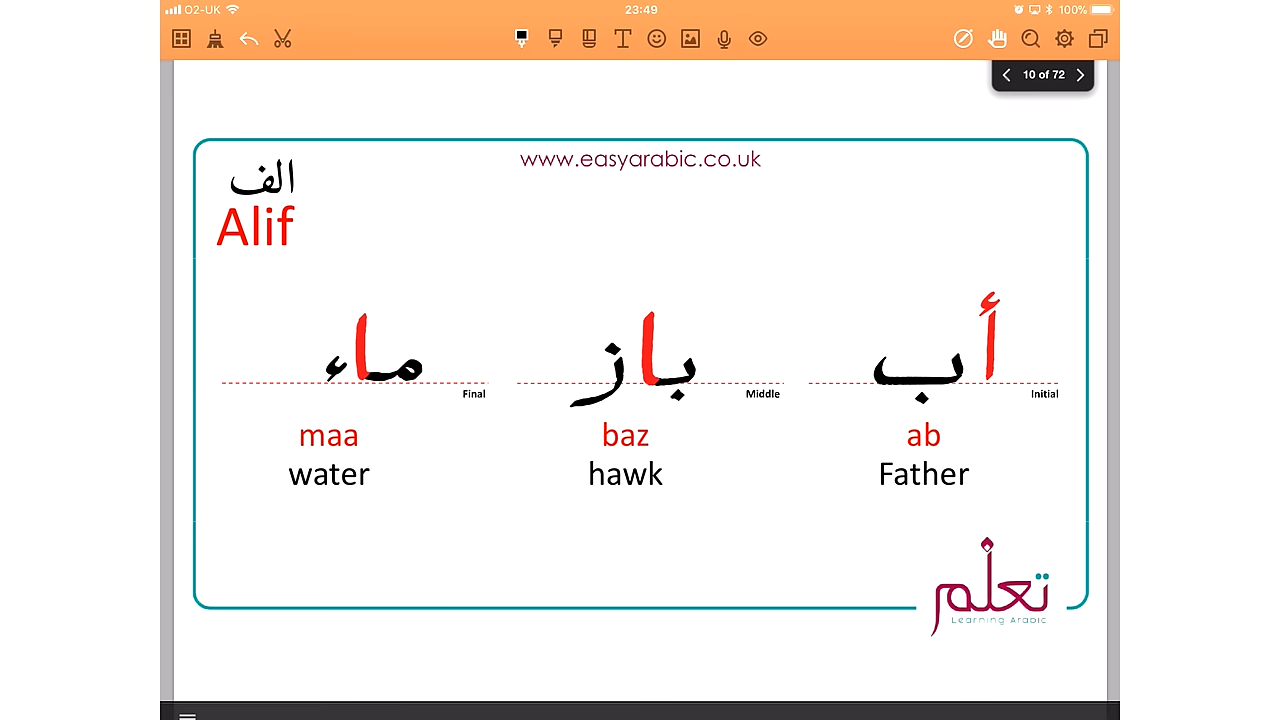 O2-UK 23:49 100%
10 of 72
www.easyarabic.co.uk
الف
Alif
أب
Initial
ab
Father
باز
Middle
baz
hawk
ماء
Final
maa
water
تعلم
Learning Arabic